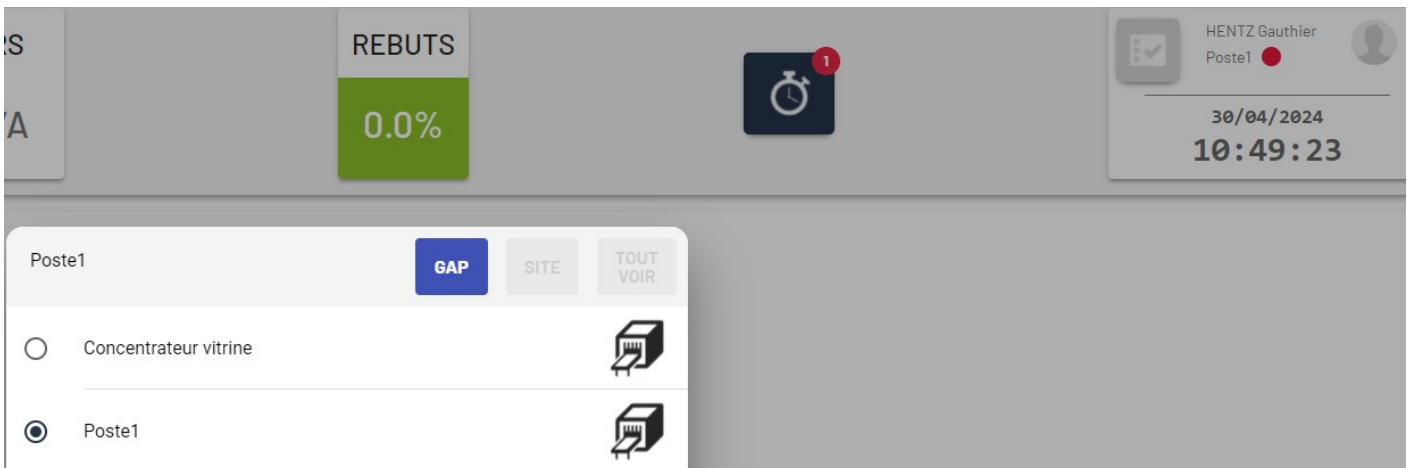 RS
REBUTS
1
HENTZ Gauthier
Poste1
/A
0.0%
30/04/2024
10:49:23
Poste1
GAP
SITE
TOUT
VOIR
Concentrateur vitrine
Poste1